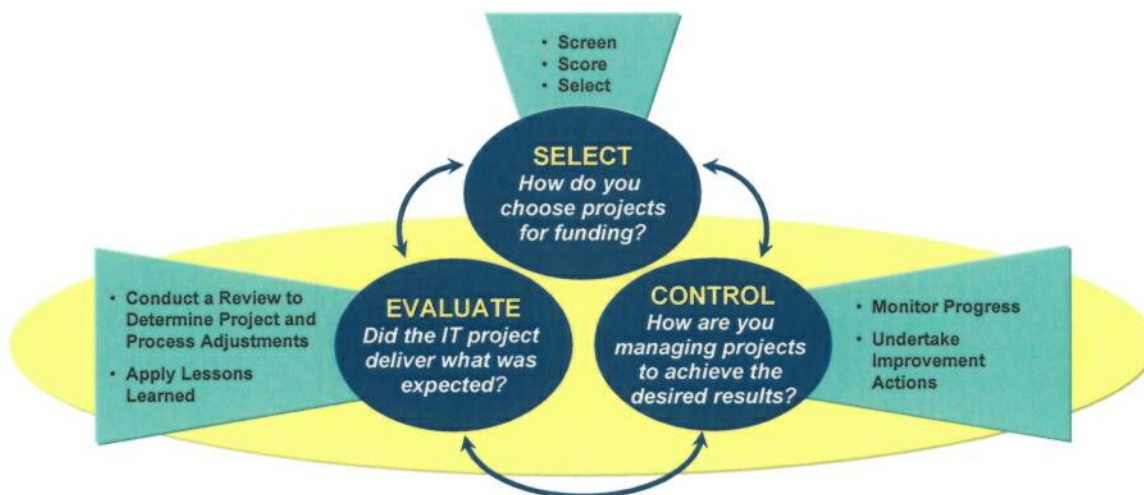 • Screen
• Score
• Select
SELECT
How do you
choose projects
for funding?
• Conduct a Review to
Determine Project and
Process Adjustments
• Apply Lessons
Learned
EVALUATE
Did the IT project
deliver what was
expected?
CONTROL
How are you
managing projects
to achieve the
desired results?
• Monitor Progress
• Undertake
Improvement
Actions